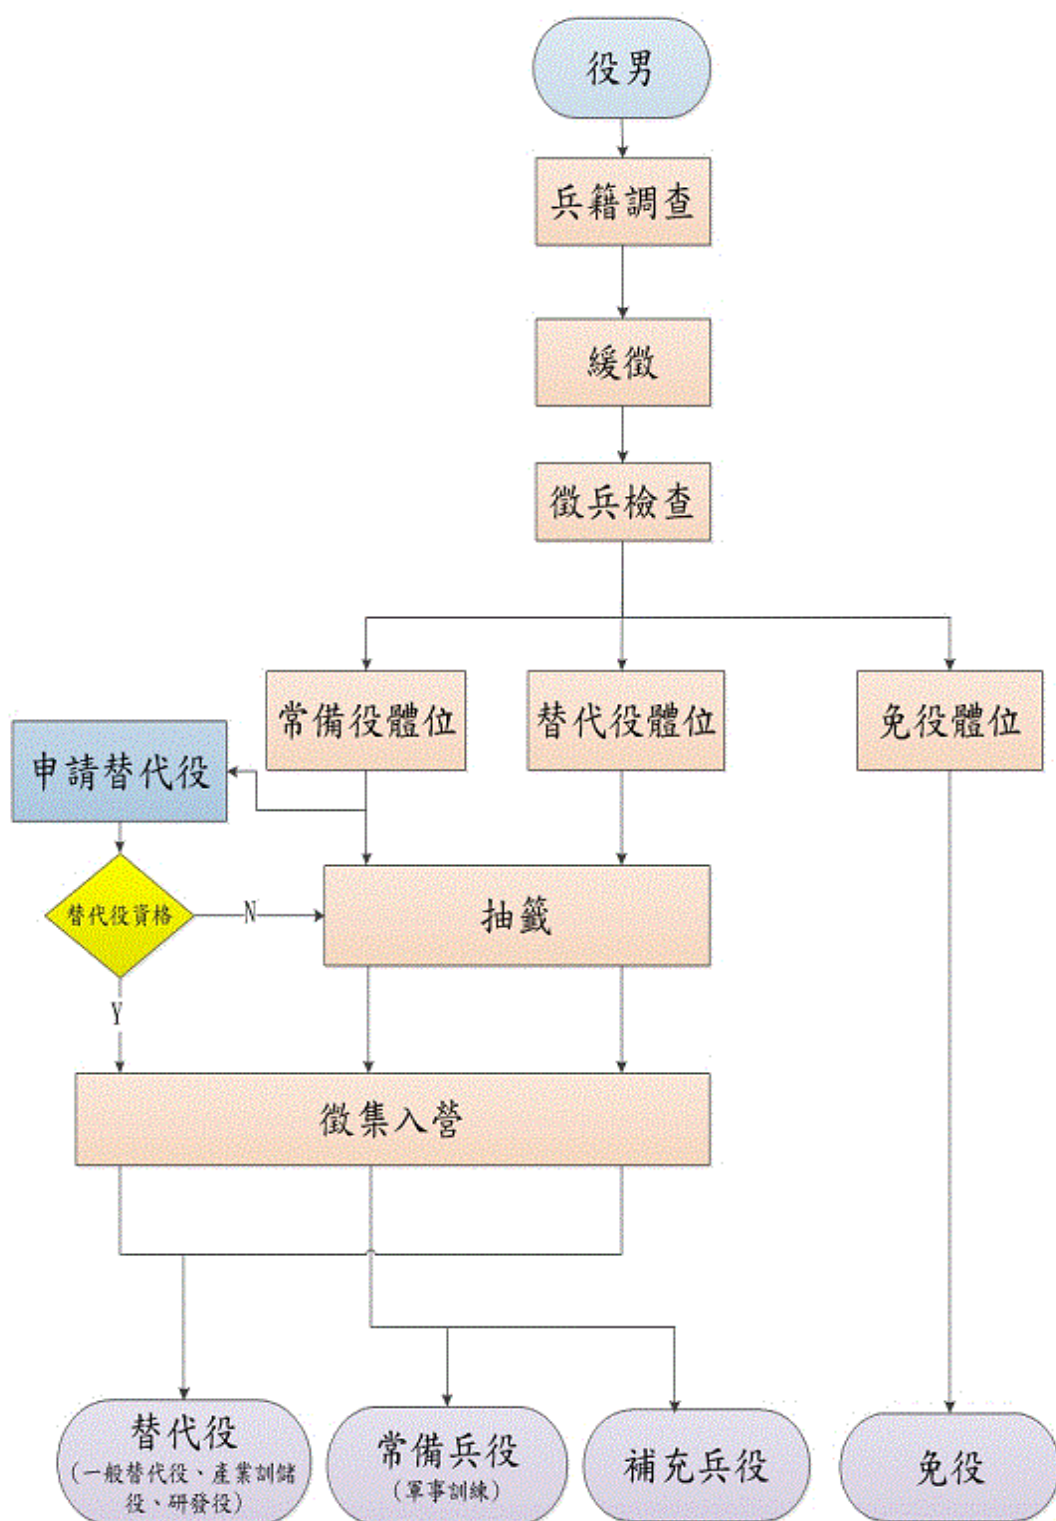 役男
兵籍調查
緩徵
徵兵檢查
常備役體位
替代役體位
免役體位
申請替代役
替代役資格
N
抽籤
Y
徵集入營
替代役
(一般替代役、產業訓儲
役、研發役)
常備兵役
(軍事訓練)
補充兵役
免役